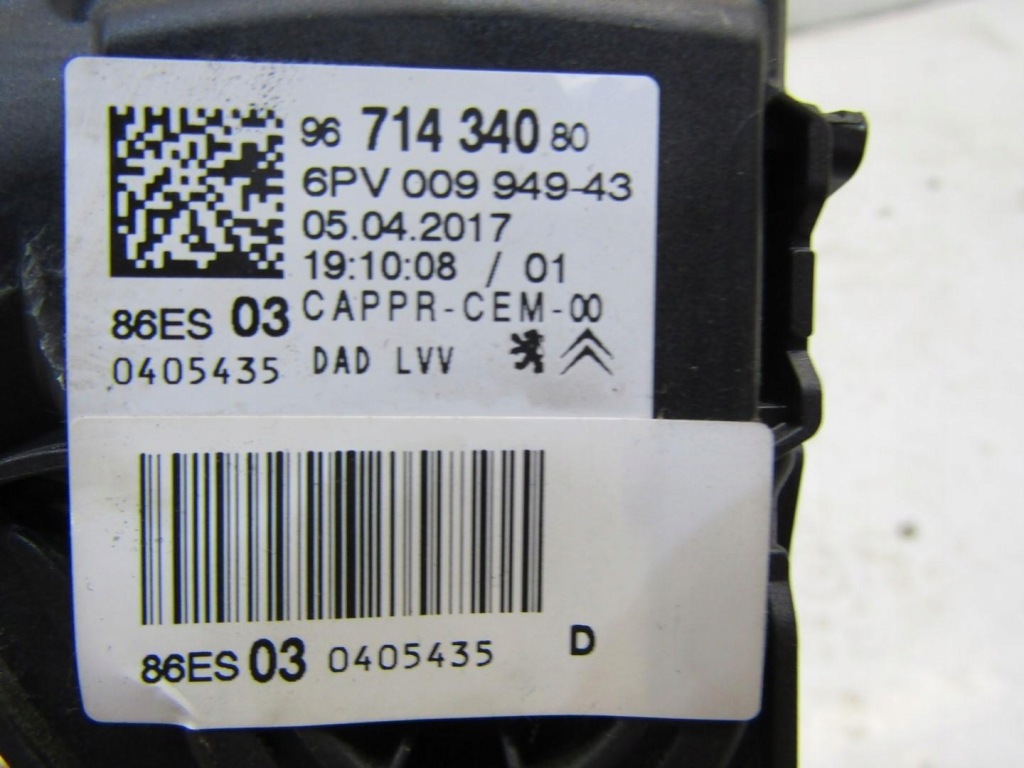 96 714 340 80
6PV 009 949-43
05.04.2017
19:10:08 / 01
86ES 03 CAPPR-CEM-00
0405435 DAD LVV
86ES 03 0405435 D